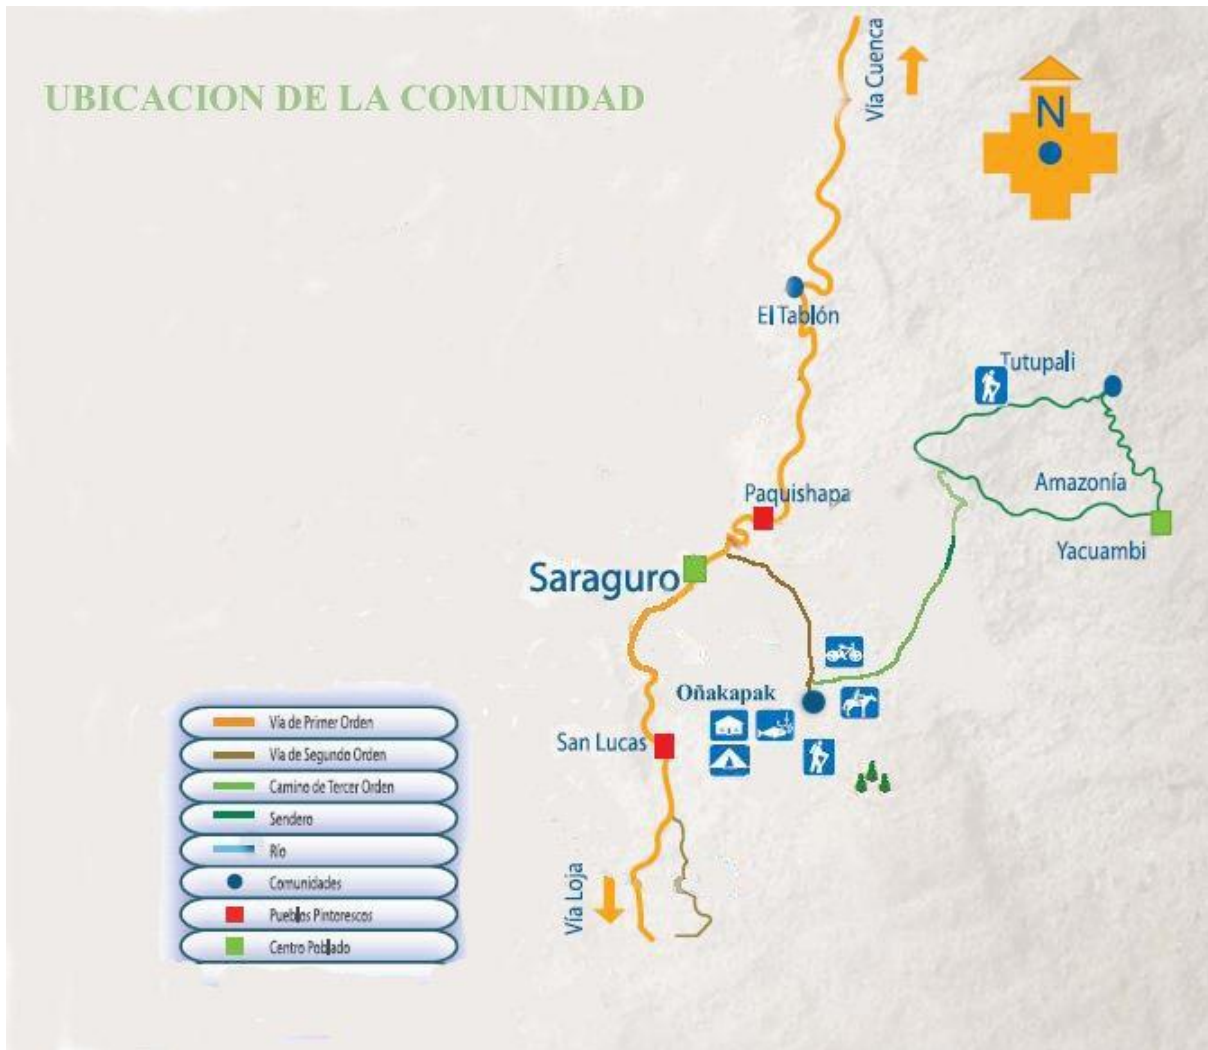 UBICACION DE LA COMUNIDAD
Vía Cuenca
N
El Tablón
Tutupali
Paquishapa
Amazonía
Yacuambi
Saraguro
Oñakapak
San Lucas
Vía Loja
Vía de Primer Orden
Vía de Segundo Orden
Camino de Tercer Orden
Sendero
Río
Comunidades
Pueblos Pintorescos
Centro Poblado